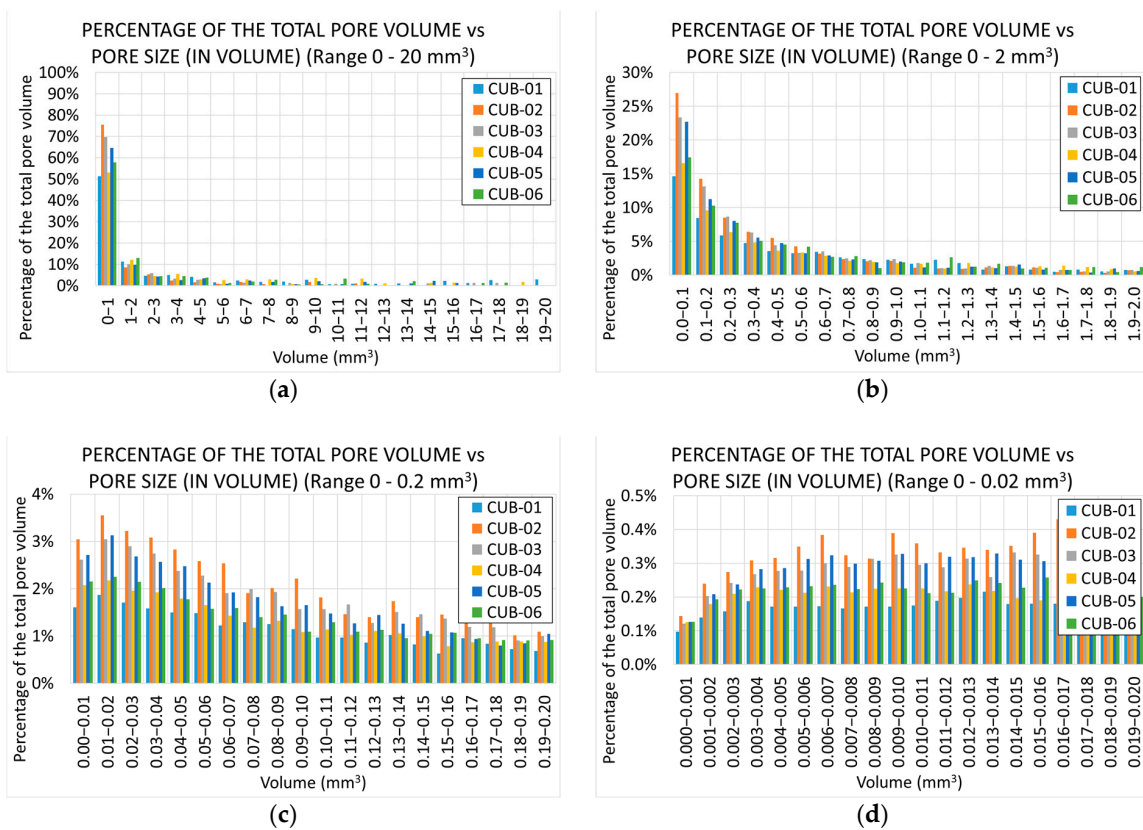 PERCENTAGE OF THE TOTAL PORE VOLUME vs
PORE SIZE (IN VOLUME) (Range 0 - 20 mm³)
Percentage of the total pore volume
100%
90%
80%
70%
60%
50%
40%
30%
20%
10%
0%
CUB-01
CUB-02
CUB-03
CUB-04
CUB-05
CUB-06
0–1
1–2
2–3
3–4
4–5
5–6
6–7
7–8
8–9
9–10
10–11
11–12
12–13
13–14
14–15
15–16
16–17
17–18
18–19
19–20
Volume (mm³)
(a)
PERCENTAGE OF THE TOTAL PORE VOLUME vs
PORE SIZE (IN VOLUME) (Range 0 - 2 mm³)
Percentage of the total pore volume
30%
25%
20%
15%
10%
5%
0%
CUB-01
CUB-02
CUB-03
CUB-04
CUB-05
CUB-06
0.0–0.1
0.1–0.2
0.2–0.3
0.3–0.4
0.4–0.5
0.5–0.6
0.6–0.7
0.7–0.8
0.8–0.9
0.9–1.0
1.0–1.1
1.1–1.2
1.2–1.3
1.3–1.4
1.4–1.5
1.5–1.6
1.6–1.7
1.7–1.8
1.8–1.9
1.9–2.0
Volume (mm³)
(b)
PERCENTAGE OF THE TOTAL PORE VOLUME vs
PORE SIZE (IN VOLUME) (Range 0 - 0.2 mm³)
Percentage of the total pore volume
4%
3%
2%
1%
0%
CUB-01
CUB-02
CUB-03
CUB-04
CUB-05
CUB-06
0.00–0.01
0.01–0.02
0.02–0.03
0.03–0.04
0.04–0.05
0.05–0.06
0.06–0.07
0.07–0.08
0.08–0.09
0.09–0.10
0.10–0.11
0.11–0.12
0.12–0.13
0.13–0.14
0.14–0.15
0.15–0.16
0.16–0.17
0.17–0.18
0.18–0.19
0.19–0.20
Volume (mm³)
(c)
PERCENTAGE OF THE TOTAL PORE VOLUME vs
PORE SIZE (IN VOLUME) (Range 0 - 0.02 mm³)
Percentage of the total pore volume
0.5%
0.4%
0.3%
0.2%
0.1%
0.0%
CUB-01
CUB-02
CUB-03
CUB-04
CUB-05
CUB-06
0.000–0.001
0.001–0.002
0.002–0.003
0.003–0.004
0.004–0.005
0.005–0.006
0.006–0.007
0.007–0.008
0.008–0.009
0.009–0.010
0.010–0.011
0.011–0.012
0.012–0.013
0.013–0.014
0.014–0.015
0.015–0.016
0.016–0.017
0.017–0.018
0.018–0.019
0.019–0.020
Volume (mm³)
(d)